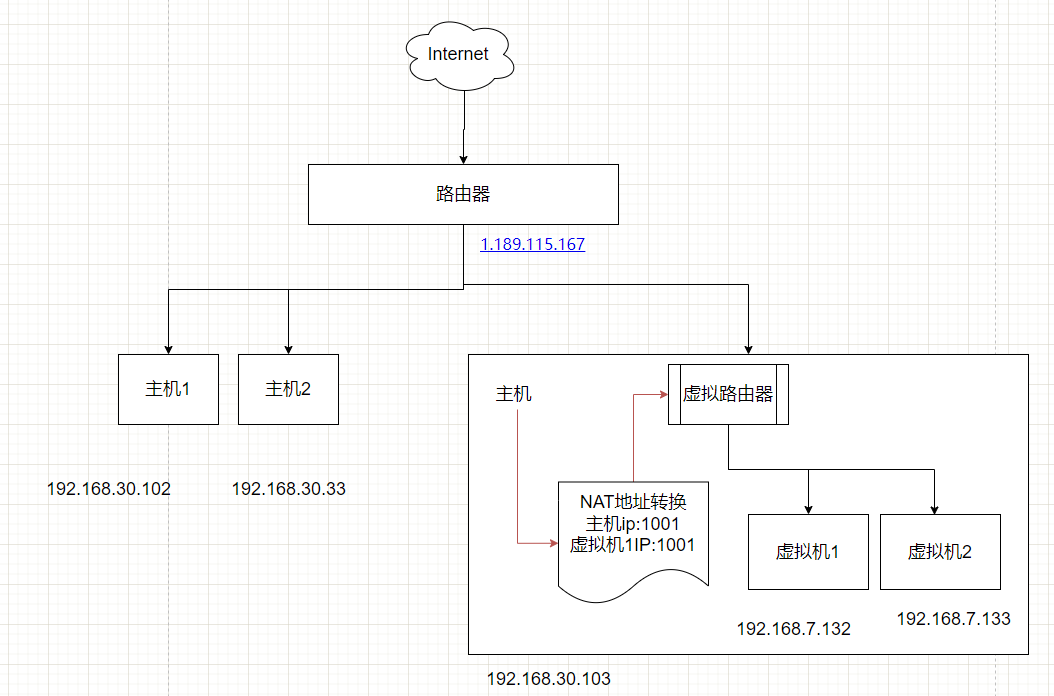 Internet
路由器
1.189.115.167
主机1
主机2
192.168.30.102
192.168.30.33
主机
虚拟路由器
NAT地址转换
主机ip:1001
虚拟机1IP:1001
虚拟机1
虚拟机2
192.168.7.132
192.168.7.133
192.168.30.103